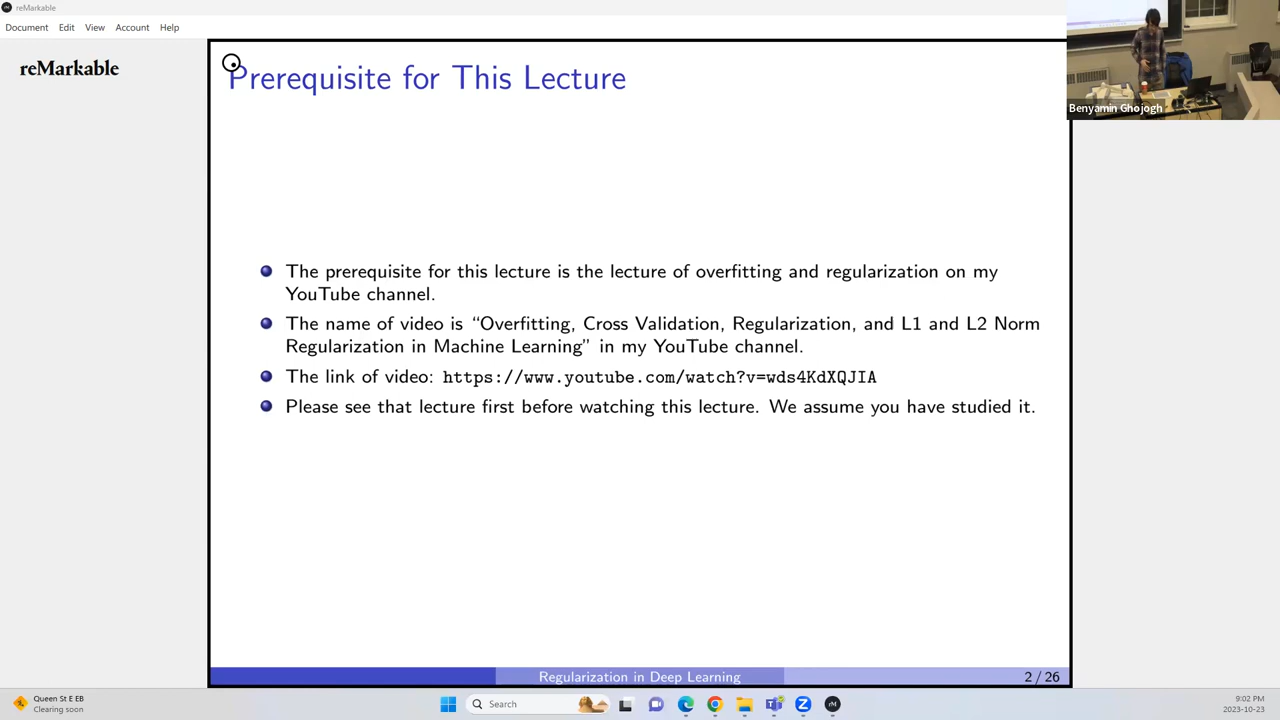 reMarkable
Document Edit View Account Help
reMarkable
Prerequisite for This Lecture
Benyamin Ghojogh
The prerequisite for this lecture is the lecture of overfitting and regularization on my
YouTube channel.
The name of video is “Overfitting, Cross Validation, Regularization, and L1 and L2 Norm
Regularization in Machine Learning” in my YouTube channel.
The link of video: https://www.youtube.com/watch?v=wds4KdXQJIA
Please see that lecture first before watching this lecture. We assume you have studied it.
Regularization in Deep Learning
2 / 26
Queen St E EB
Clearing soon
Search
9:02 PM
2023-10-23